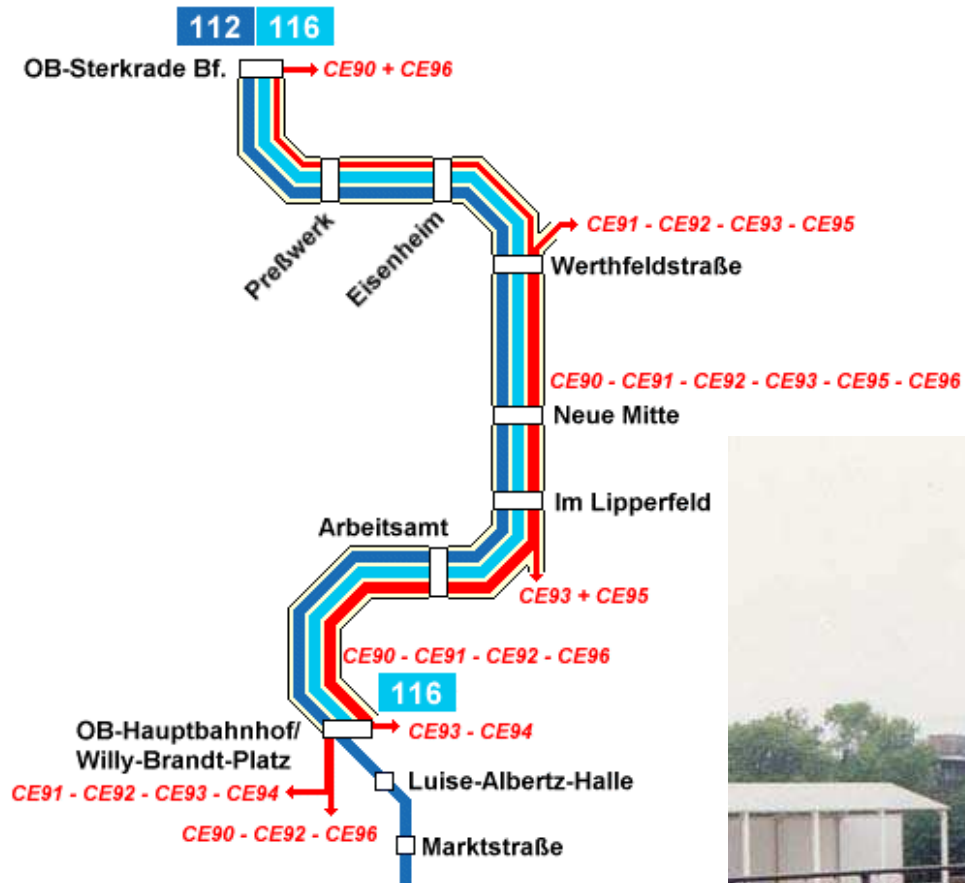 112 116
OB-Sterkrade Bf.
CE90 + CE96
Preßwerk
Eisenheim
CE91 - CE92 - CE93 - CE95
Werthfeldstraße
CE90 - CE91 - CE92 - CE93 - CE95 - CE96
Neue Mitte
Im Lipperfeld
Arbeitsamt
CE93 + CE95
CE90 - CE91 - CE92 - CE96
116
OB-Hauptbahnhof/
Willy-Brandt-Platz
CE93 - CE94
CE91 - CE92 - CE93 - CE94
Luise-Albertz-Halle
CE90 - CE92 - CE96
Marktstraße